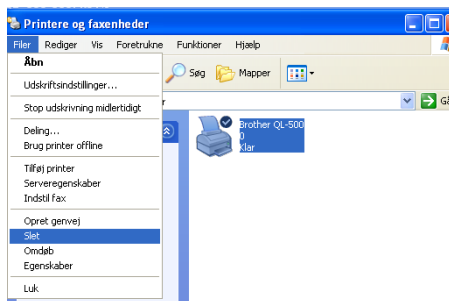 Printere og faxenheder
Filer Rediger Vis Foretrukne Funktioner Hjælp
Åbn
Udskriftsindstillinger...
Stop udskrivning midlertidigt
Deling...
Brug printer offline
Tilføj printer
Serveregenskaber
Indstil fax
Opret genvej
Slet
Omdøb
Egenskaber
Luk
Søg Mapper
Brother QL-500
0
Klar